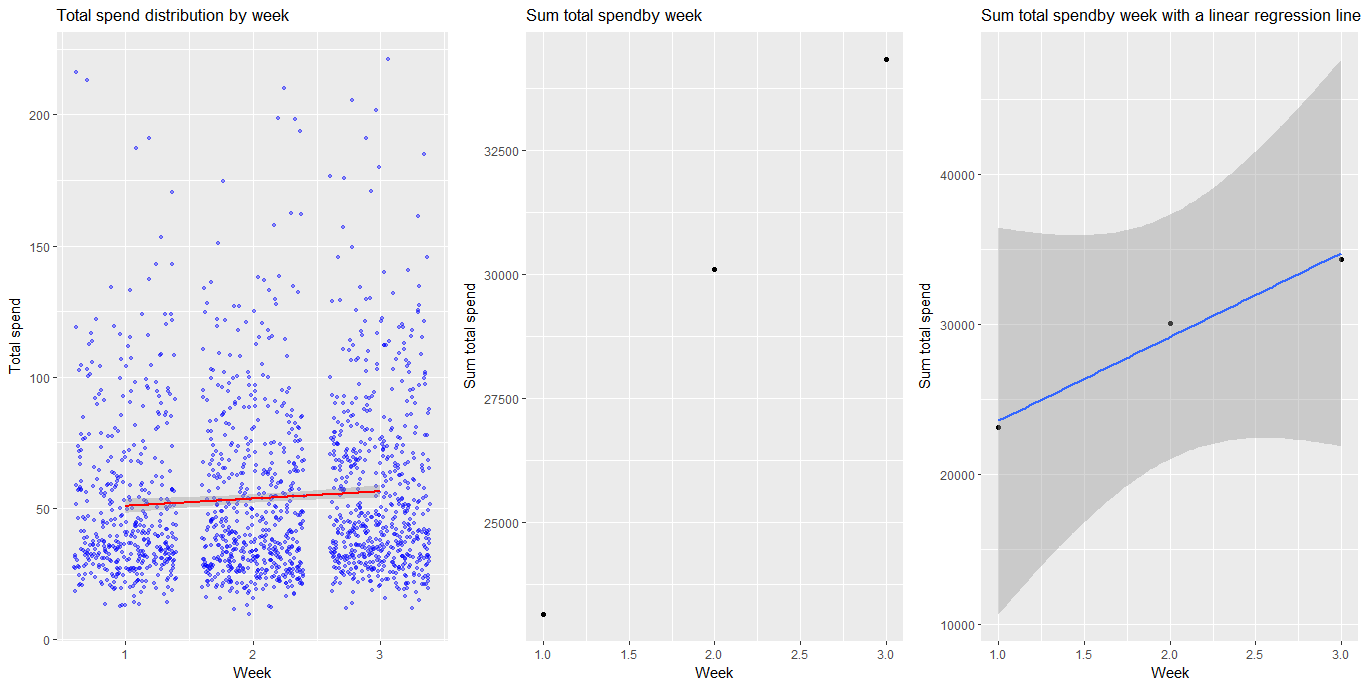 Total spend distribution by week
Total spend
200
150
100
50
0
1 2 3
Week
Sum total spendby week
Sum total spend
32500
30000
27500
25000
1.0 1.5 2.0 2.5 3.0
Week
Sum total spendby week with a linear regression line
Sum total spend
40000
30000
20000
10000
1.0 1.5 2.0 2.5 3.0
Week